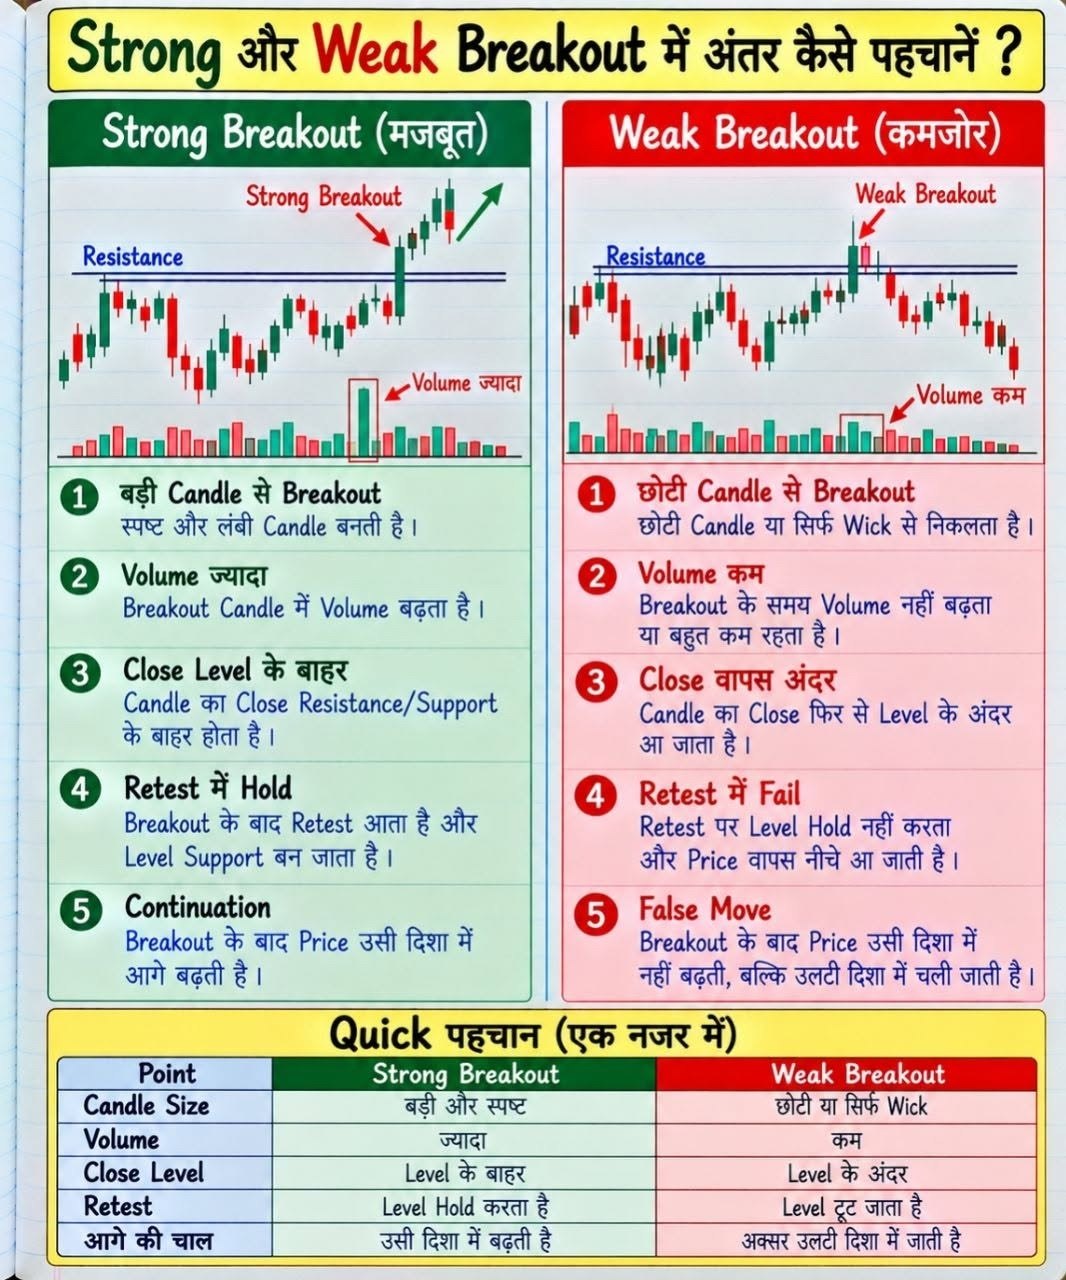 Strong और Weak Breakout में अंतर कैसे पहचानें ?
Strong Breakout (मजबूत)
Strong Breakout
Resistance
Volume ज्यादा
1 बड़ी Candle से Breakout
स्पष्ट और लंबी Candle बनती है।
2 Volume ज्यादा
Breakout Candle में Volume बढ़ता है।
3 Close Level के बाहर
Candle का Close Resistance/Support
के बाहर होता है।
4 Retest में Hold
Breakout के बाद Retest आता है और
Level Support बन जाता है।
5 Continuation
Breakout के बाद Price उसी दिशा में
आगे बढ़ती है।
Weak Breakout (कमजोर)
Weak Breakout
Resistance
Volume कम
1 छोटी Candle से Breakout
छोटी Candle या सिर्फ Wick से निकलता है।
2 Volume कम
Breakout के समय Volume नहीं बढ़ता
या बहुत कम रहता है।
3 Close वापस अंदर
Candle का Close फिर से Level के अंदर
आ जाता है।
4 Retest में Fail
Retest पर Level Hold नहीं करता
और Price वापस नीचे आ जाती है।
5 False Move
Breakout के बाद Price उसी दिशा में
नहीं बढ़ती, बल्कि उलटी दिशा में चली जाती है।
Quick पहचान (एक नजर में)
Point Strong Breakout Weak Breakout
Candle Size बड़ी और स्पष्ट छोटी या सिर्फ Wick
Volume ज्यादा कम
Close Level Level के बाहर Level के अंदर
Retest Level Hold करता है Level टूट जाता है
आगे की चाल उसी दिशा में बढ़ती है अक्सर उलटी दिशा में जाती है